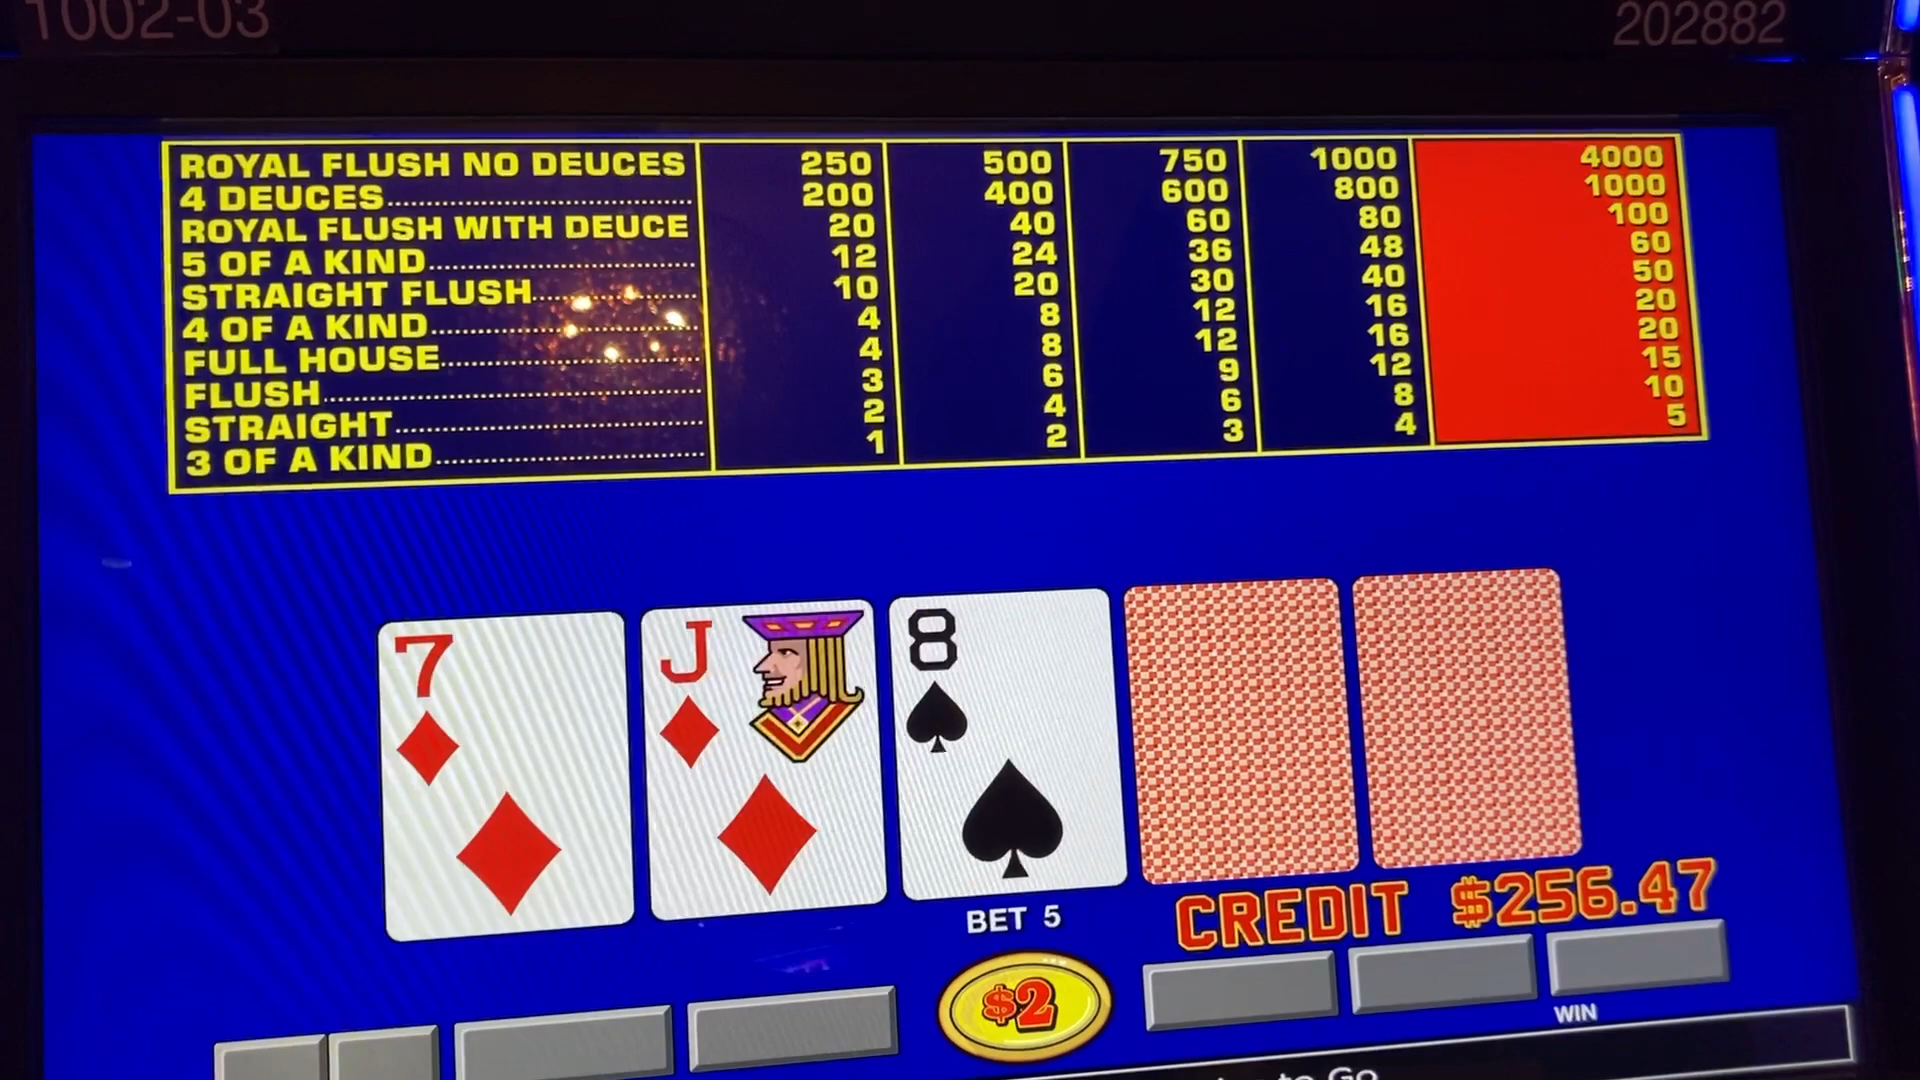 1002-03 202882
ROYAL FLUSH NO DEUCES 250 500 750 1000 4000
4 DEUCES 200 400 600 800 1000
ROYAL FLUSH WITH DEUCE 20 40 60 80 100
5 OF A KIND 12 24 36 48 60
STRAIGHT FLUSH 10 20 30 40 50
4 OF A KIND 4 8 12 16 20
FULL HOUSE 4 8 12 16 20
FLUSH 3 6 9 12 15
STRAIGHT 2 4 6 8 10
3 OF A KIND 1 2 3 4 5
7 J 8
BET 5 CREDIT $256.47
$2
WIN
to Go